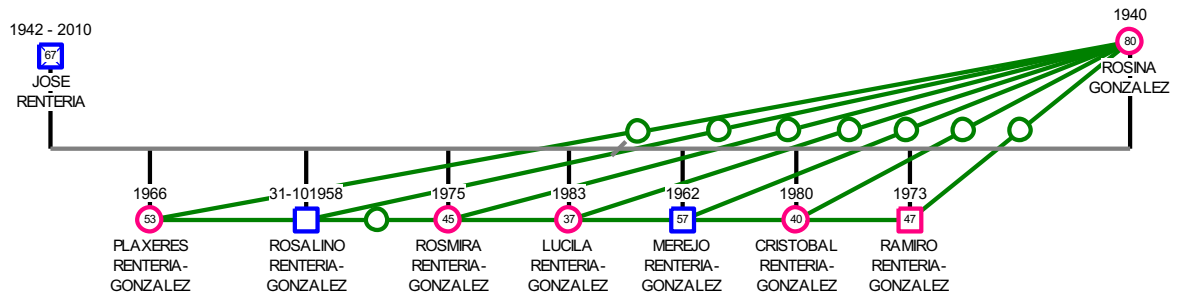 1942 - 2010
67
JOSE
RENTERIA
1940
80
ROSINA
GONZALEZ
1966
53
PLAXERES
RENTERIA-
GONZALEZ
31-101958
ROSALINO
RENTERIA-
GONZALEZ
1975
45
ROSMIRA
RENTERIA-
GONZALEZ
1983
37
LUCILA
RENTERIA-
GONZALEZ
1962
57
MEREJO
RENTERIA-
GONZALEZ
1980
40
CRISTOBAL
RENTERIA-
GONZALEZ
1973
47
RAMIRO
RENTERIA-
GONZALEZ